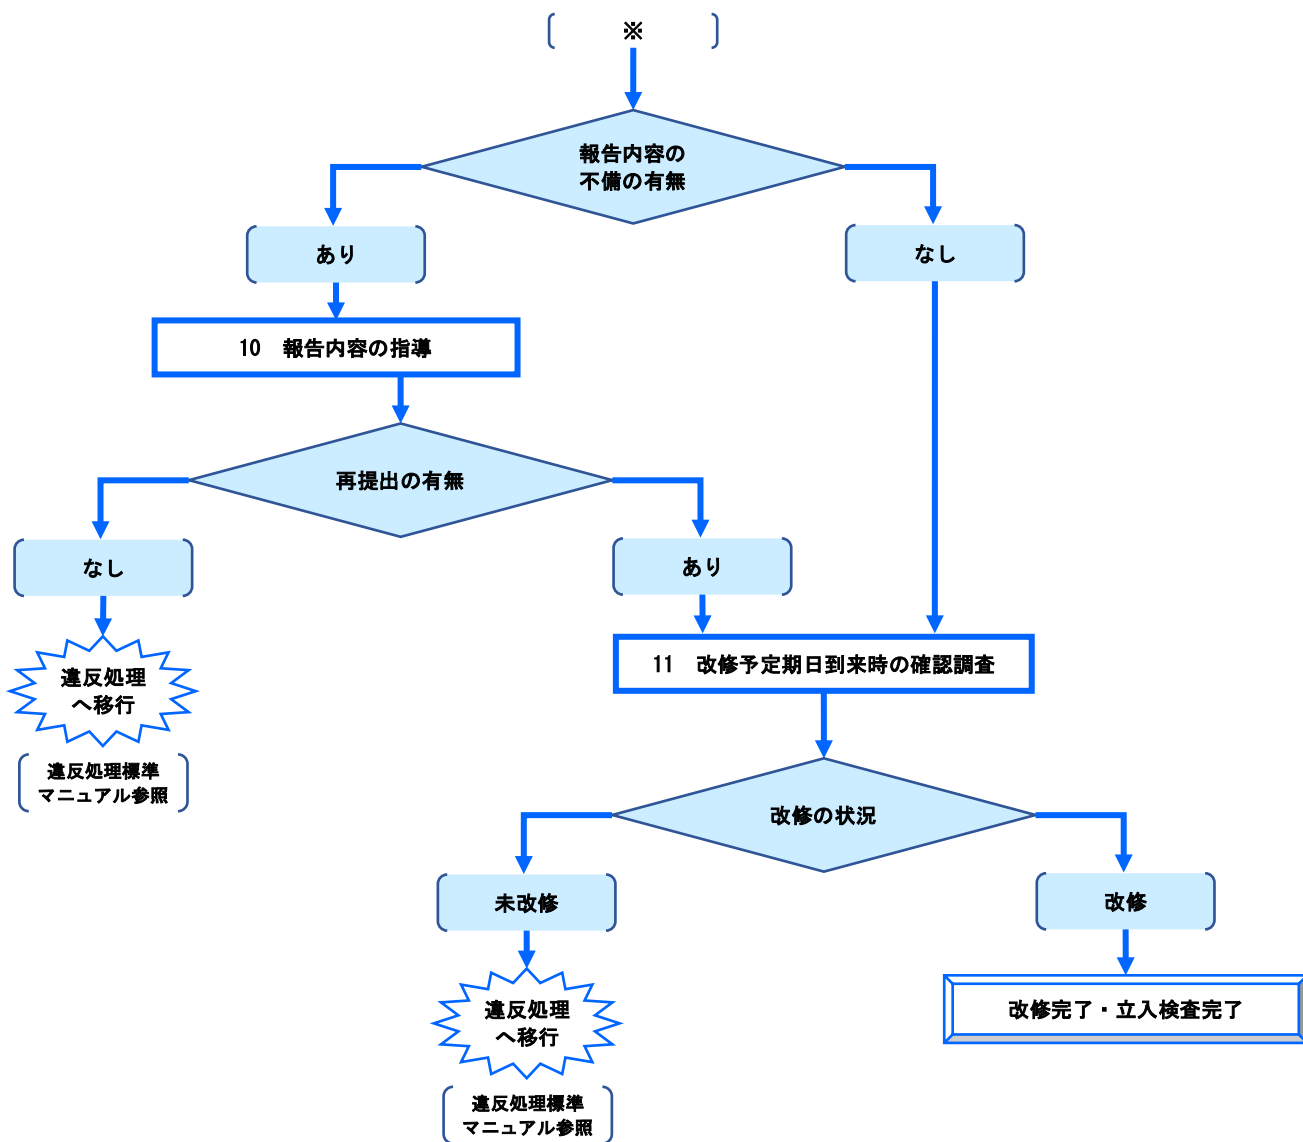 ※
報告内容の
不備の有無
あり
なし
10　報告内容の指導
再提出の有無
なし
あり
違反処理
へ移行
11　改修予定期日到来時の確認調査
違反処理標準
マニュアル参照
改修の状況
未改修
改修
違反処理
へ移行
改修完了・立入検査完了
違反処理標準
マニュアル参照